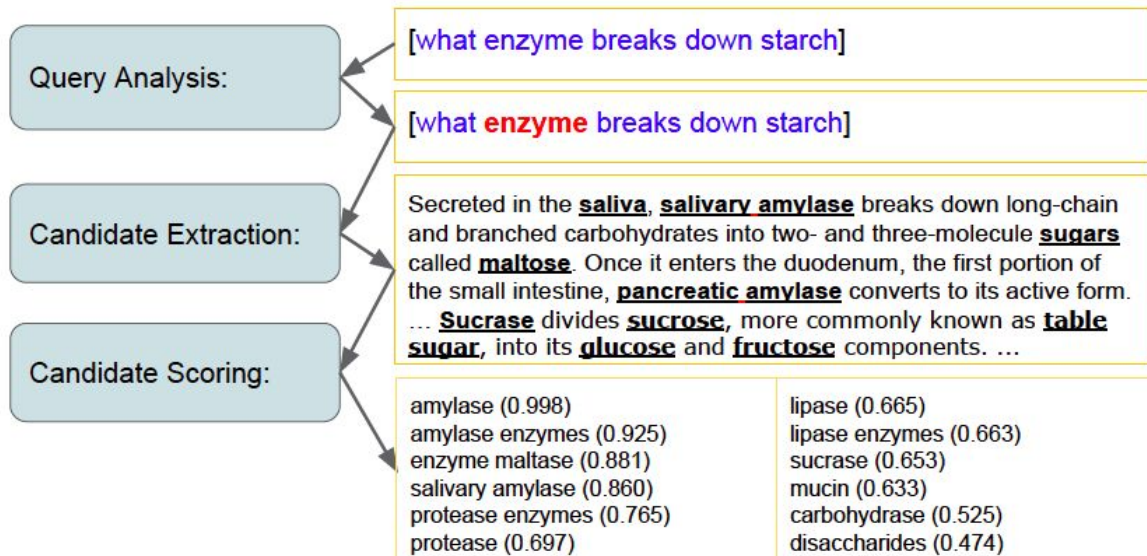 Query Analysis:
[what enzyme breaks down starch]
[what enzyme breaks down starch]
Candidate Extraction:
Secreted in the saliva, salivary amylase breaks down long-chain
and branched carbohydrates into two- and three-molecule sugars
called maltose. Once it enters the duodenum, the first portion of
the small intestine, pancreatic amylase converts to its active form.
... Sucrase divides sucrose, more commonly known as table
sugar, into its glucose and fructose components. ...
Candidate Scoring:
amylase (0.998)
amylase enzymes (0.925)
enzyme maltase (0.881)
salivary amylase (0.860)
protease enzymes (0.765)
protease (0.697)
lipase (0.665)
lipase enzymes (0.663)
sucrase (0.653)
mucin (0.633)
carbohydrase (0.525)
disaccharides (0.474)